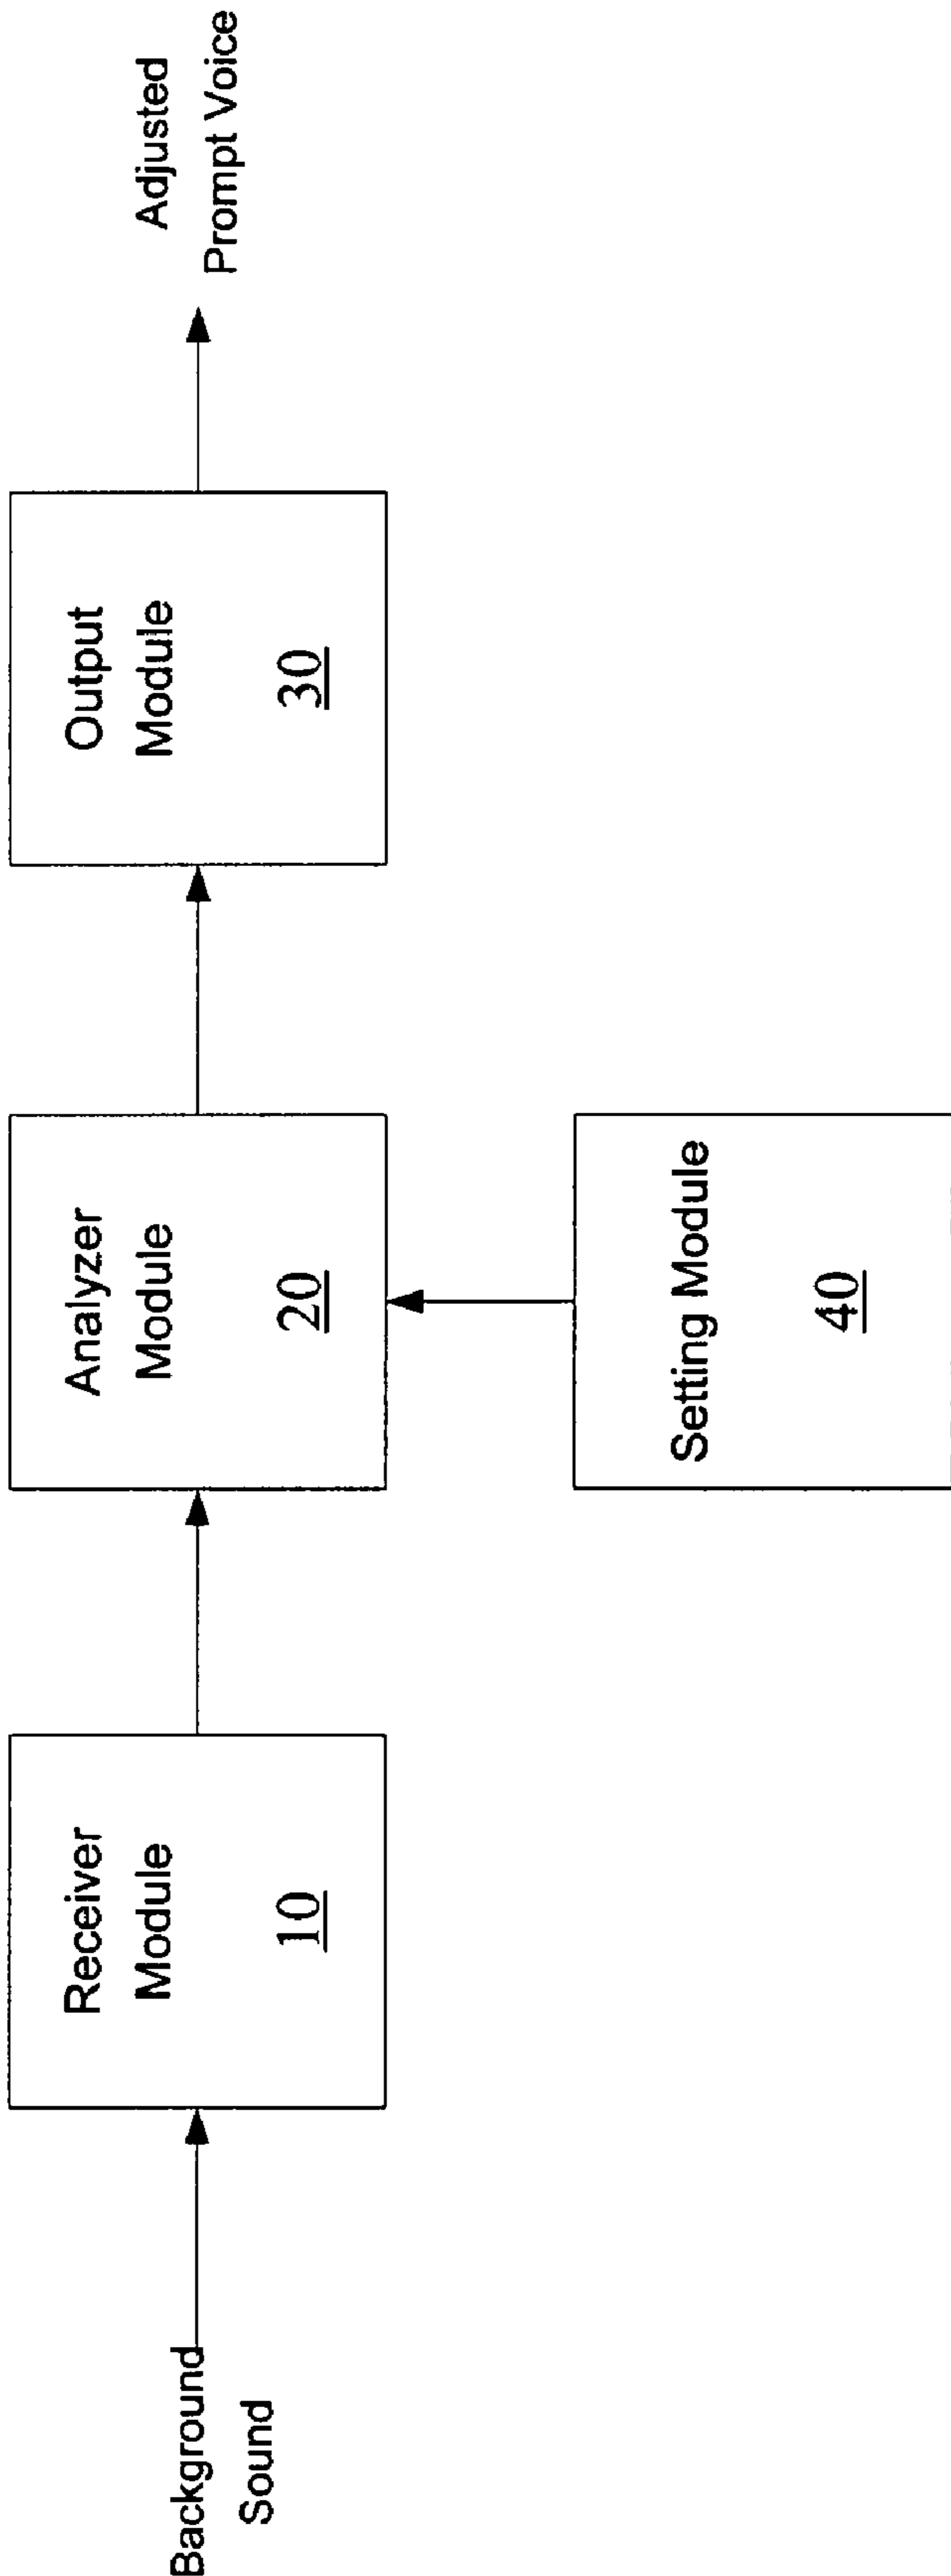 Background
Sound
Receiver
Module
10
Analyzer
Module
20
Output
Module
30
Adjusted
Prompt Voice
Setting Module
40